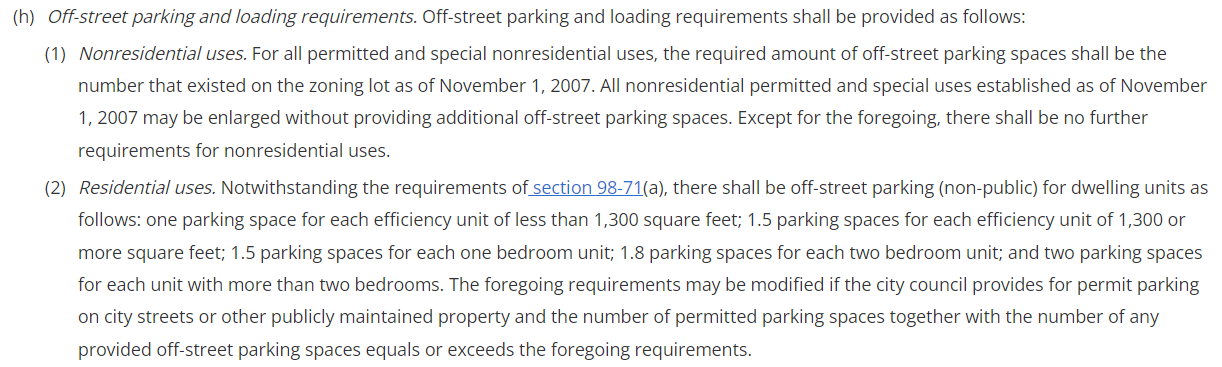 (h) Off-street parking and loading requirements. Off-street parking and loading requirements shall be provided as follows:
(1) Nonresidential uses. For all permitted and special nonresidential uses, the required amount of off-street parking spaces shall be the
number that existed on the zoning lot as of November 1, 2007. All nonresidential permitted and special uses established as of November
1, 2007 may be enlarged without providing additional off-street parking spaces. Except for the foregoing, there shall be no further
requirements for nonresidential uses.
(2) Residential uses. Notwithstanding the requirements of section 98-71(a), there shall be off-street parking (non-public) for dwelling units as
follows: one parking space for each efficiency unit of less than 1,300 square feet; 1.5 parking spaces for each efficiency unit of 1,300 or
more square feet; 1.5 parking spaces for each one bedroom unit; 1.8 parking spaces for each two bedroom unit; and two parking spaces
for each unit with more than two bedrooms. The foregoing requirements may be modified if the city council provides for permit parking
on city streets or other publicly maintained property and the number of permitted parking spaces together with the number of any
provided off-street parking spaces equals or exceeds the foregoing requirements.